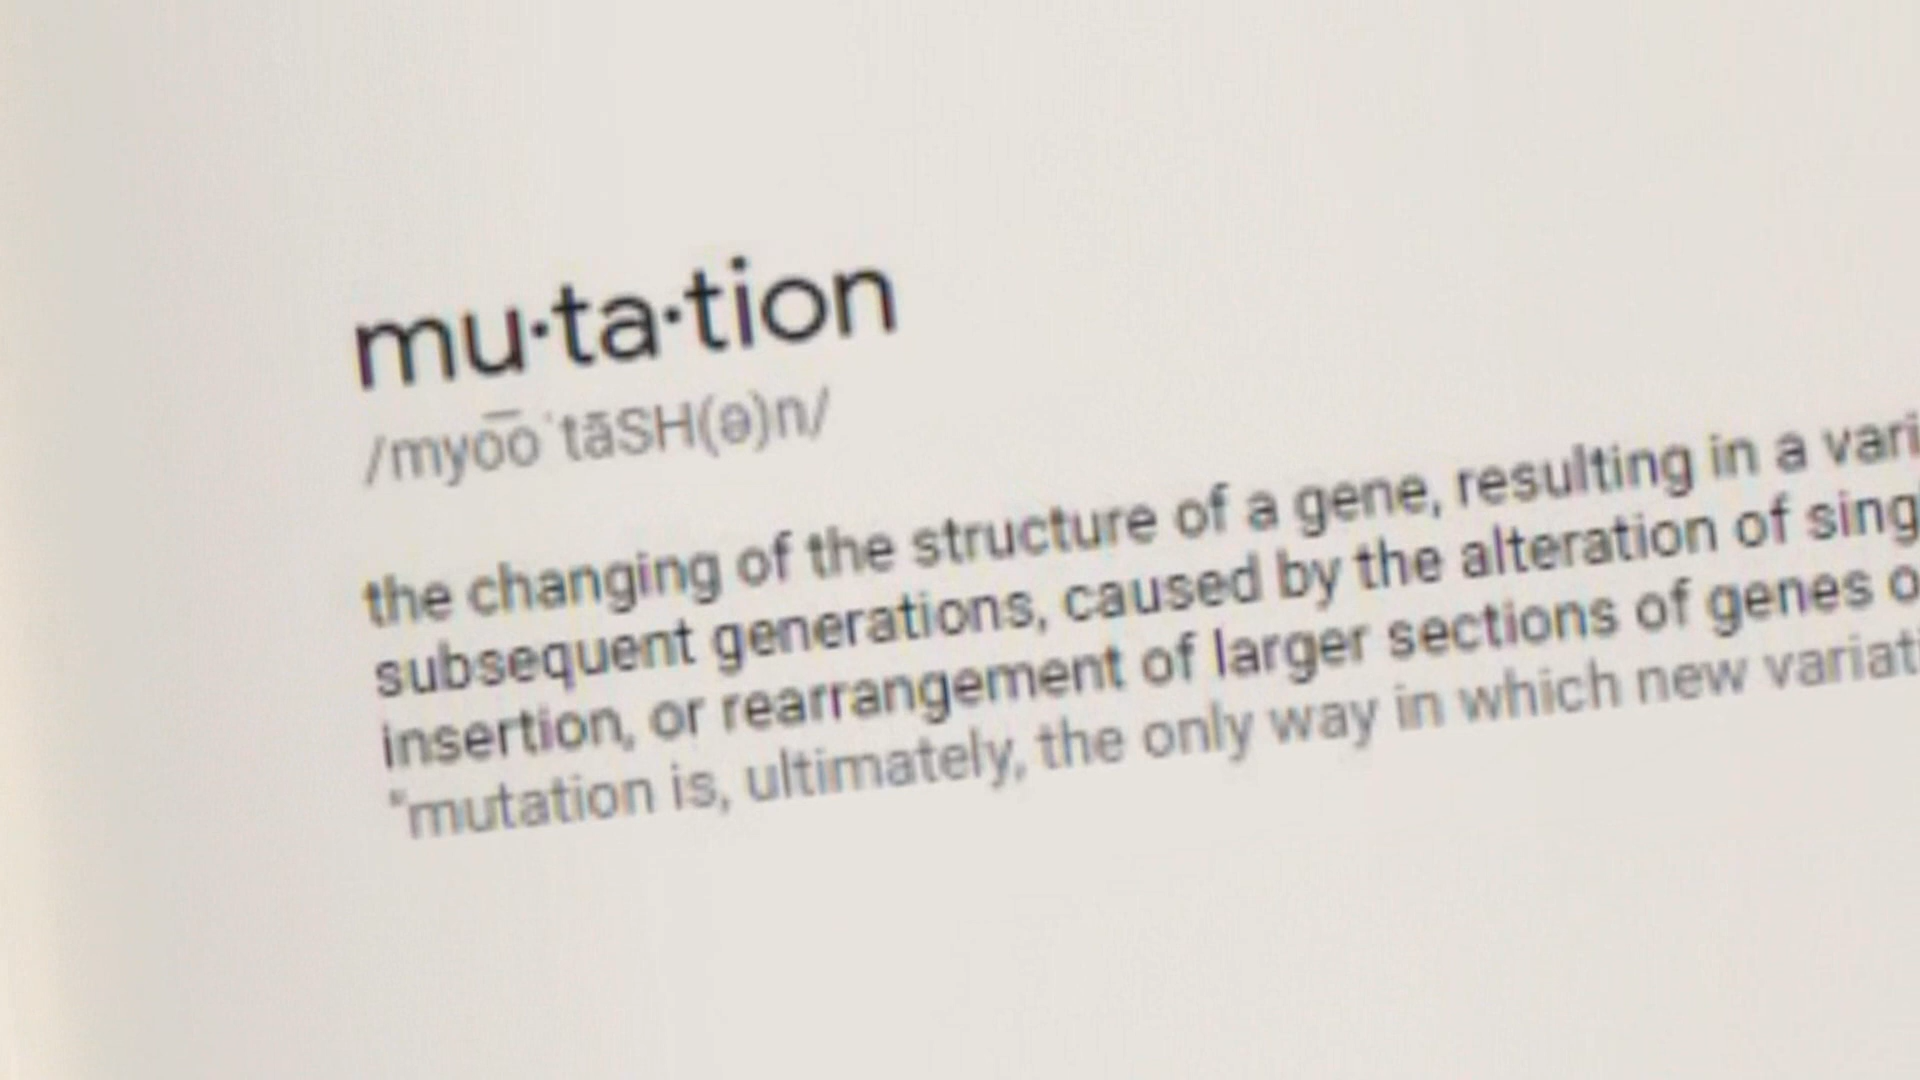 mu·ta·tion
/myo͞oˈtāSH(ə)n/
the changing of the structure of a gene, resulting in a vari
subsequent generations, caused by the alteration of singl
insertion, or rearrangement of larger sections of genes o
"mutation is, ultimately, the only way in which new variati